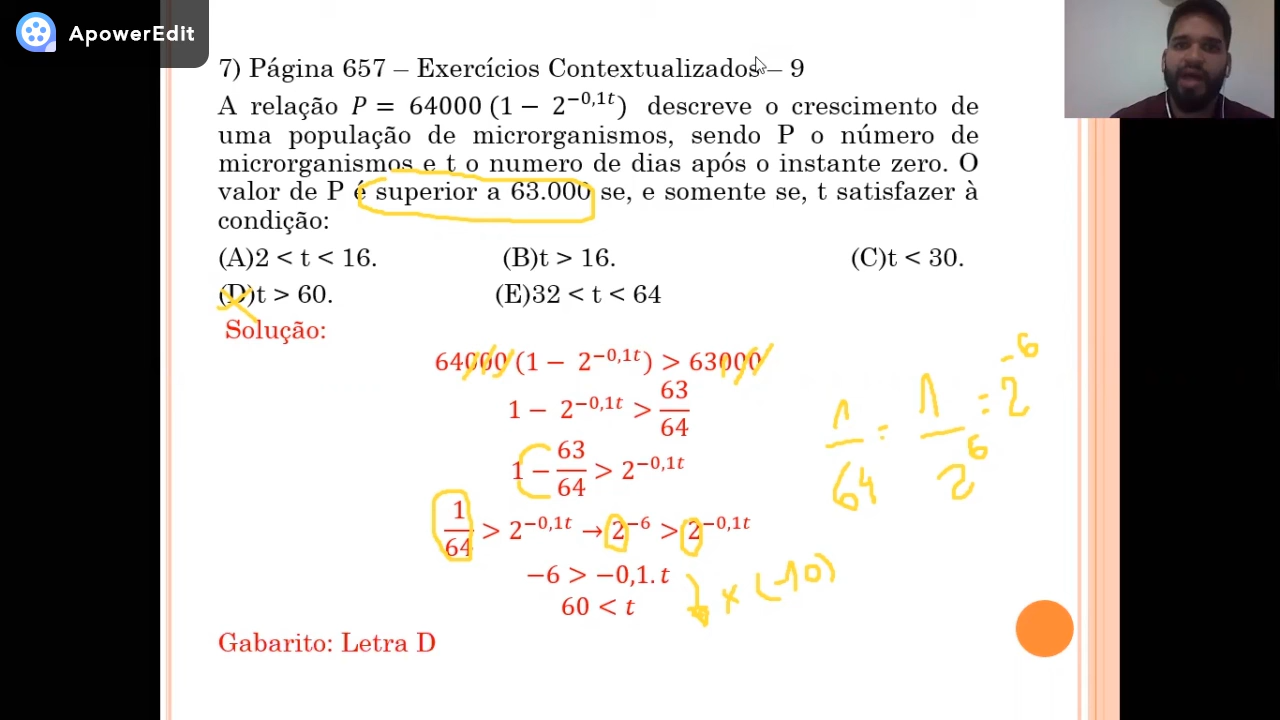 ApowerEdit
7) Página 657 – Exercícios Contextualizados – 9
A relação P = 64000 (1 − 2^{−0,1t}) descreve o crescimento de
uma população de microrganismos, sendo P o número de
microrganismos e t o numero de dias após o instante zero. O
valor de P é superior a 63.000 se, e somente se, t satisfazer à
condição:
(A)2 < t < 16. (B)t > 16. (C)t < 30.
(D)t > 60. (E)32 < t < 64
Solução:
64000 (1 − 2^{−0,1t}) > 63000
1 − 2^{−0,1t} > 63/64
1 − 63/64 > 2^{−0,1t}
1/64 > 2^{−0,1t} → 2^{−6} > 2^{−0,1t}
−6 > −0,1. t
60 < t
1/64 = 1/2^6 = 2^{-6}
x (-10)
Gabarito: Letra D